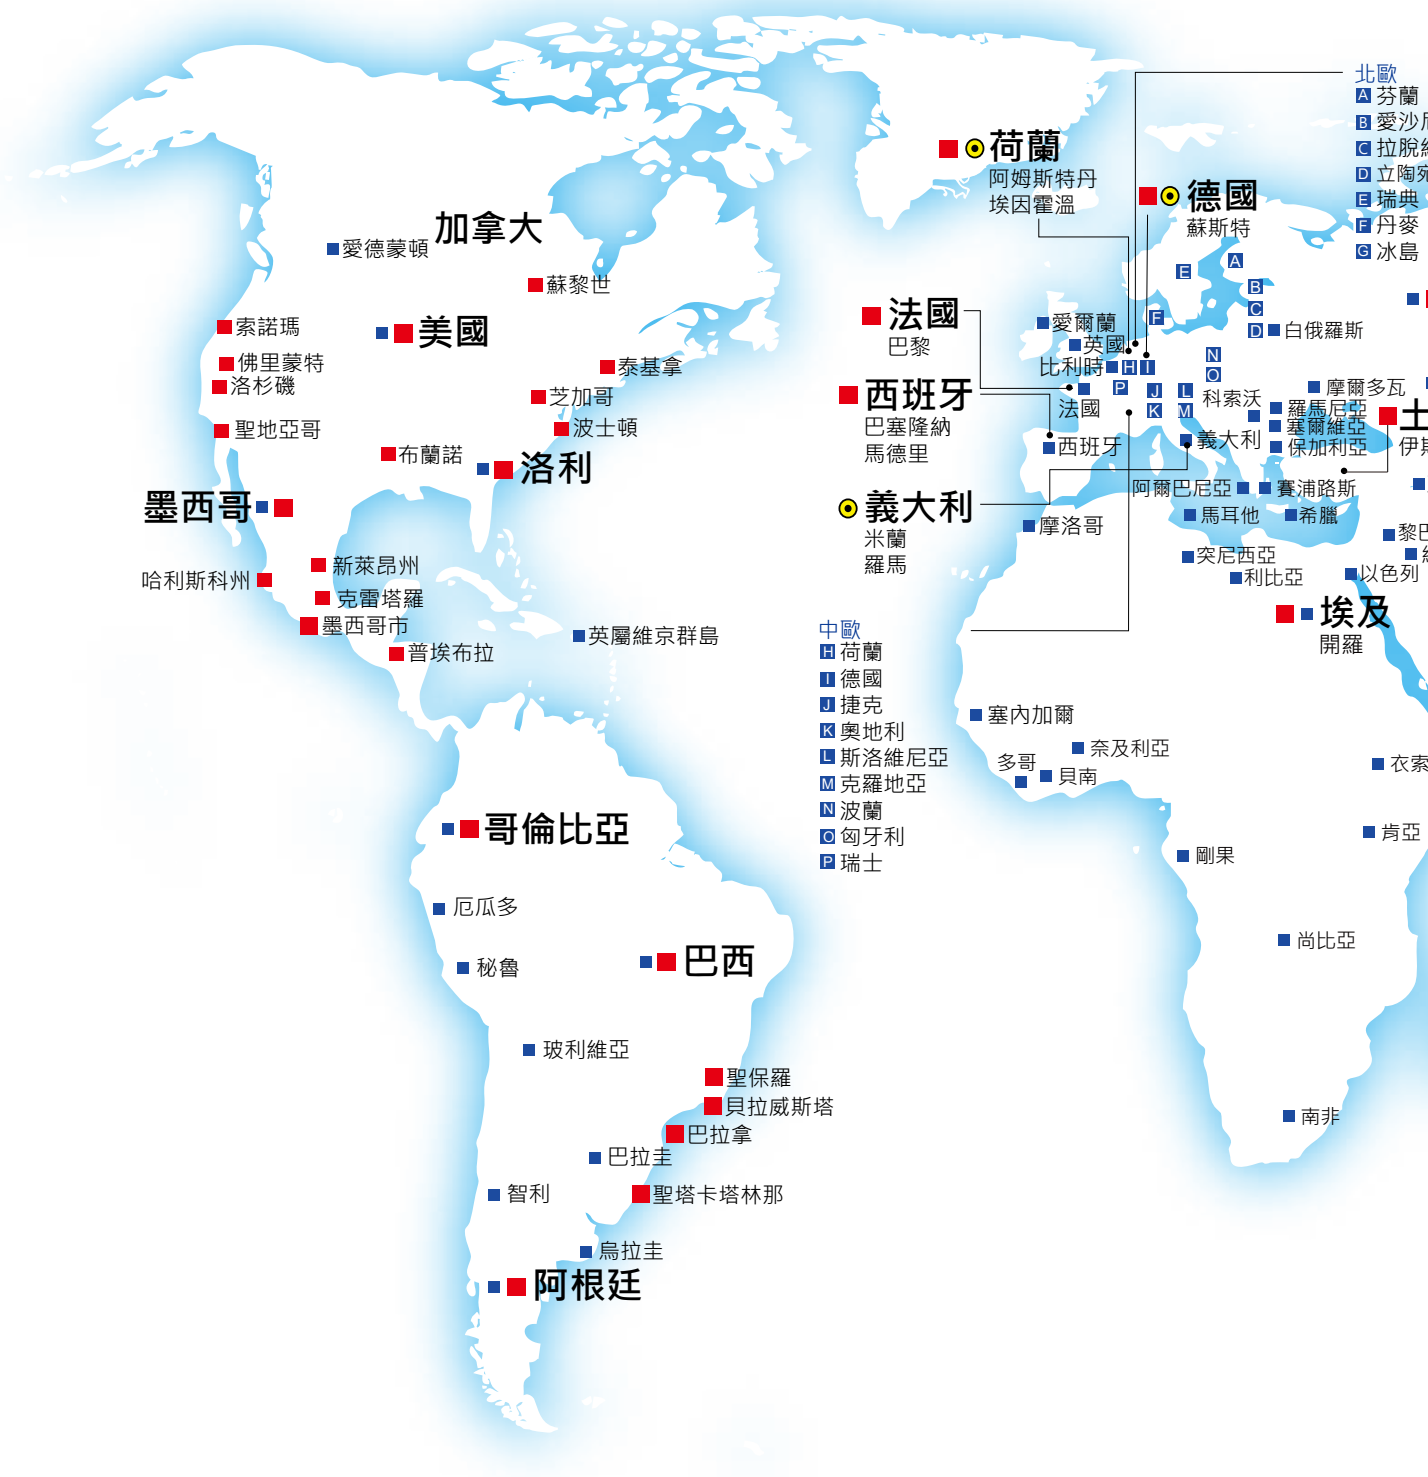 加拿大
愛德蒙頓
蘇黎世
索諾瑪
美國
佛里蒙特
洛杉磯
泰基拿
芝加哥
聖地亞哥
波士頓
布蘭諾
洛利
墨西哥
新萊昂州
哈利斯科州
克雷塔羅
墨西哥市
普埃布拉
英屬維京群島
哥倫比亞
厄瓜多
秘魯
巴西
玻利維亞
聖保羅
貝拉威斯塔
巴拉拿
巴拉圭
智利
聖塔卡塔林那
烏拉圭
阿根廷
荷蘭
阿姆斯特丹
埃因霍溫
德國
蘇斯特
法國
巴黎
西班牙
巴塞隆納
馬德里
義大利
米蘭
羅馬
北歐
A 芬蘭
B 愛沙
C 拉脫
D 立陶
E 瑞典
F 丹麥
G 冰島
E
A
B
C
D
F
白俄羅斯
愛爾蘭
英國
比利時
H
I
N
O
P
J
K
L
M
法國
科索沃
摩爾多瓦
羅馬尼亞
塞爾維亞
保加利亞
土
伊
西班牙
義大利
阿爾巴尼亞
賽浦路斯
馬耳他
希臘
摩洛哥
突尼西亞
利比亞
黎
以色列
埃及
開羅
中歐
H 荷蘭
I 德國
J 捷克
K 奧地利
L 斯洛維尼亞
M 克羅地亞
N 波蘭
O 匈牙利
P 瑞士
塞內加爾
多哥
貝南
奈及利亞
衣索
肯亞
剛果
尚比亞
南非